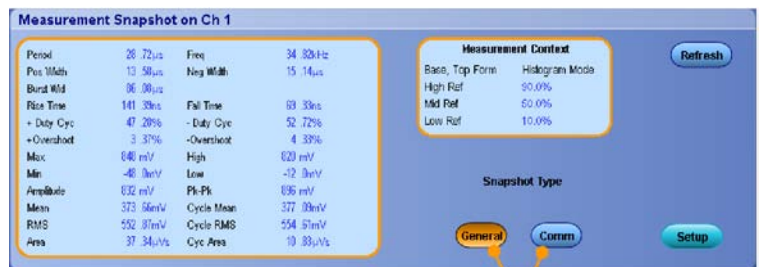 Measurement Snapshot on Ch 1
Period 28.72µs Freq 34.82kHz
Pos Width 13.58µs Neg Width 15.14µs
Burst Wid 86.08µs
Rise Time 141.39ns Fall Time 69.33ns
+ Duty Cyc 47.28% - Duty Cyc 52.72%
+Overshoot 3.37% -Overshoot 4.33%
Max 848 mV High 820 mV
Min -48.0mV Low -12.0mV
Amplitude 832 mV Pk-Pk 896 mV
Mean 373.66mV Cycle Mean 377.09mV
RMS 552.87mV Cycle RMS 554.61mV
Area 37.34µVs Cyc Area 10.83µVs
Measurement Context
Base, Top Form Histogram Mode
High Ref 90.0%
Mid Ref 50.0%
Low Ref 10.0%
Refresh
Snapshot Type
General
Comm
Setup